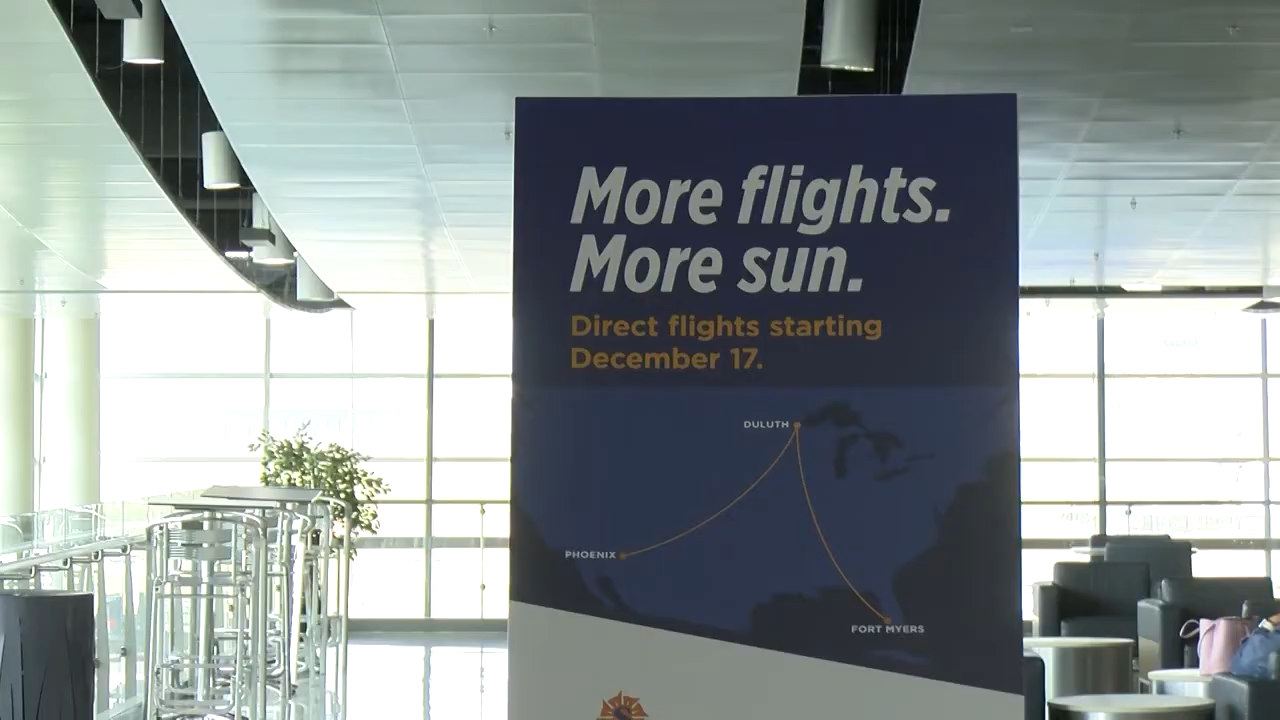 More flights.
More sun.
Direct flights starting
December 17.
DULUTH
PHOENIX
FORT MYERS